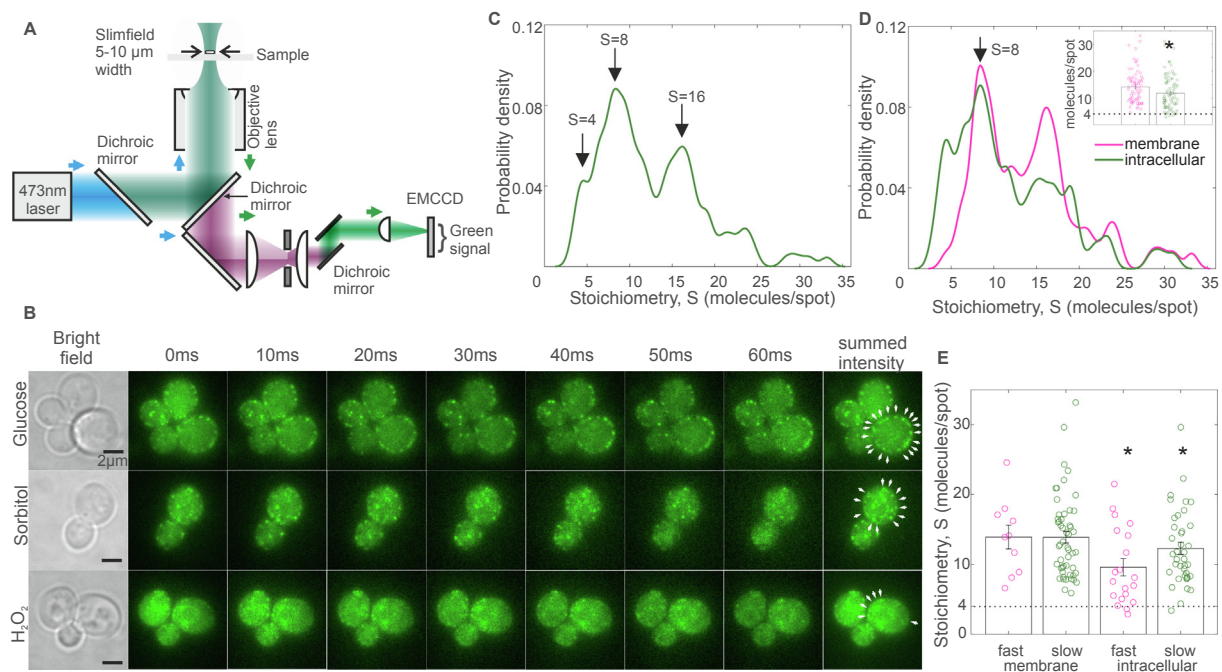 A
Slimfield
5-10 µm
width
Sample
Objective
lens
Dichroic
mirror
473nm
laser
Dichroic
mirror
EMCCD
Green
signal
Dichroic
mirror
C
0.12
0.08
0.04
Probability density
S=4
S=8
S=16
0 5 10 15 20 25 30 35
Stoichiometry, S (molecules/spot)
D
0.12
0.08
0.04
Probability density
S=8
30
20
10
4
molecules/spot
*
membrane
intracellular
0 5 10 15 20 25 30 35
Stoichiometry, S (molecules/spot)
B
Bright
field
0ms 10ms 20ms 30ms 40ms 50ms 60ms
summed
intensity
Glucose
2µm
Sorbitol
H2O2
E
30
20
10
4
0
Stoichiometry, S (molecules/spot)
* *
fast slow fast slow
membrane intracellular